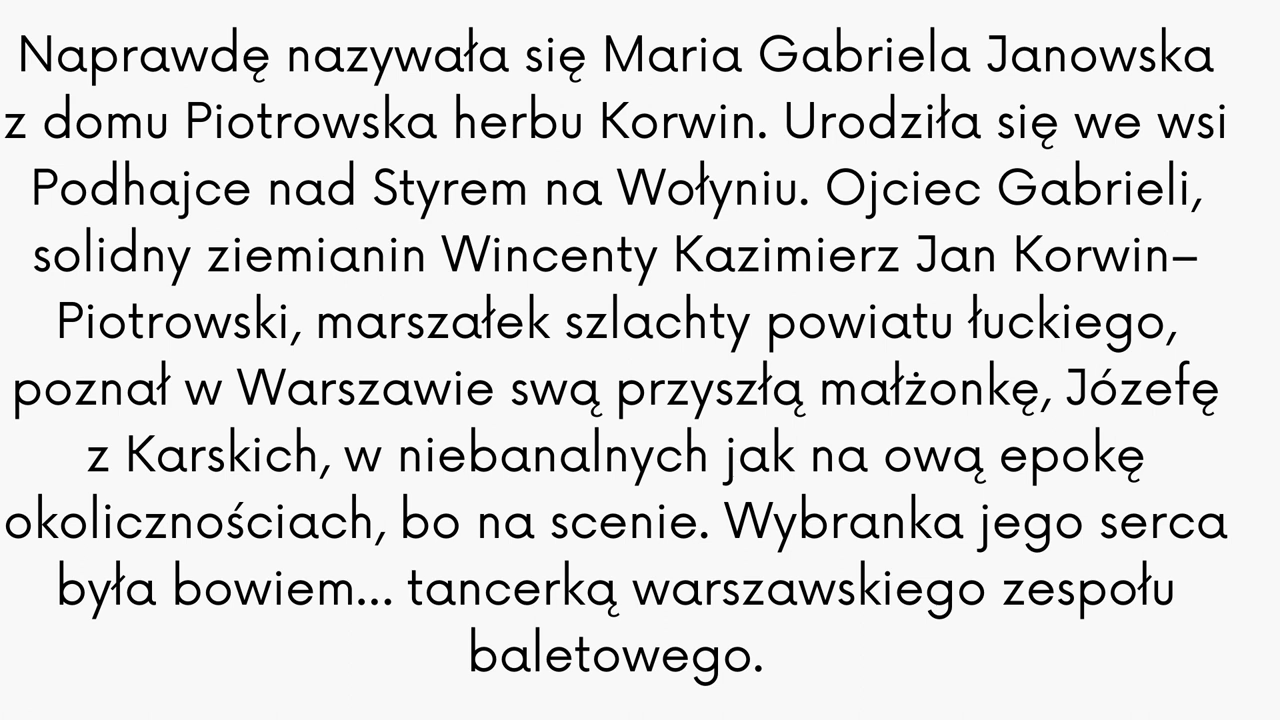 Naprawdę nazywała się Maria Gabriela Janowska
z domu Piotrowska herbu Korwin. Urodziła się we wsi
Podhajce nad Styrem na Wołyniu. Ojciec Gabrieli,
solidny ziemianin Wincenty Kazimierz Jan Korwin–
Piotrowski, marszałek szlachty powiatu łuckiego,
poznał w Warszawie swą przyszłą małżonkę, Józefę
z Karskich, w niebanalnych jak na ową epokę
okolicznościach, bo na scenie. Wybranka jego serca
była bowiem... tancerką warszawskiego zespołu
baletowego.